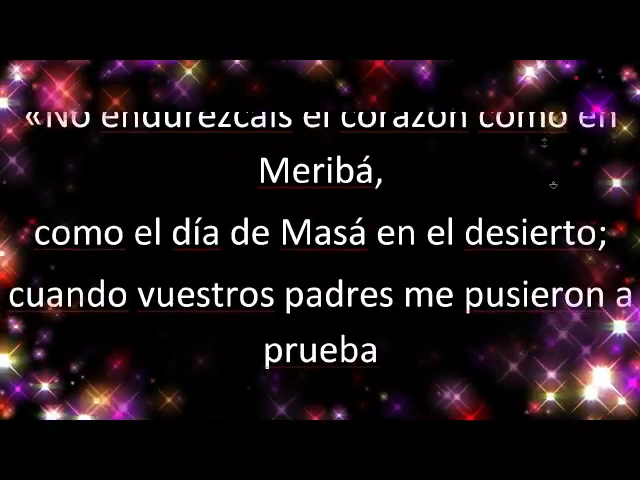 «No endurezcáis el corazón como en
Meribá,
como el día de Masá en el desierto;
cuando vuestros padres me pusieron a
prueba